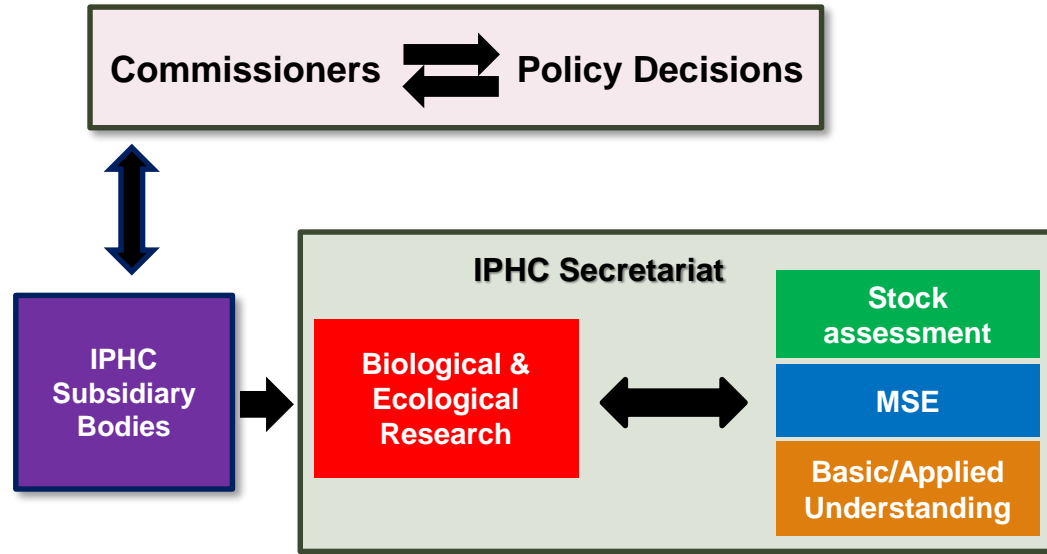 Commissioners
Policy Decisions
IPHC Secretariat
IPHC
Subsidiary
Bodies
Biological &
Ecological
Research
Stock
assessment
MSE
Basic/Applied
Understanding